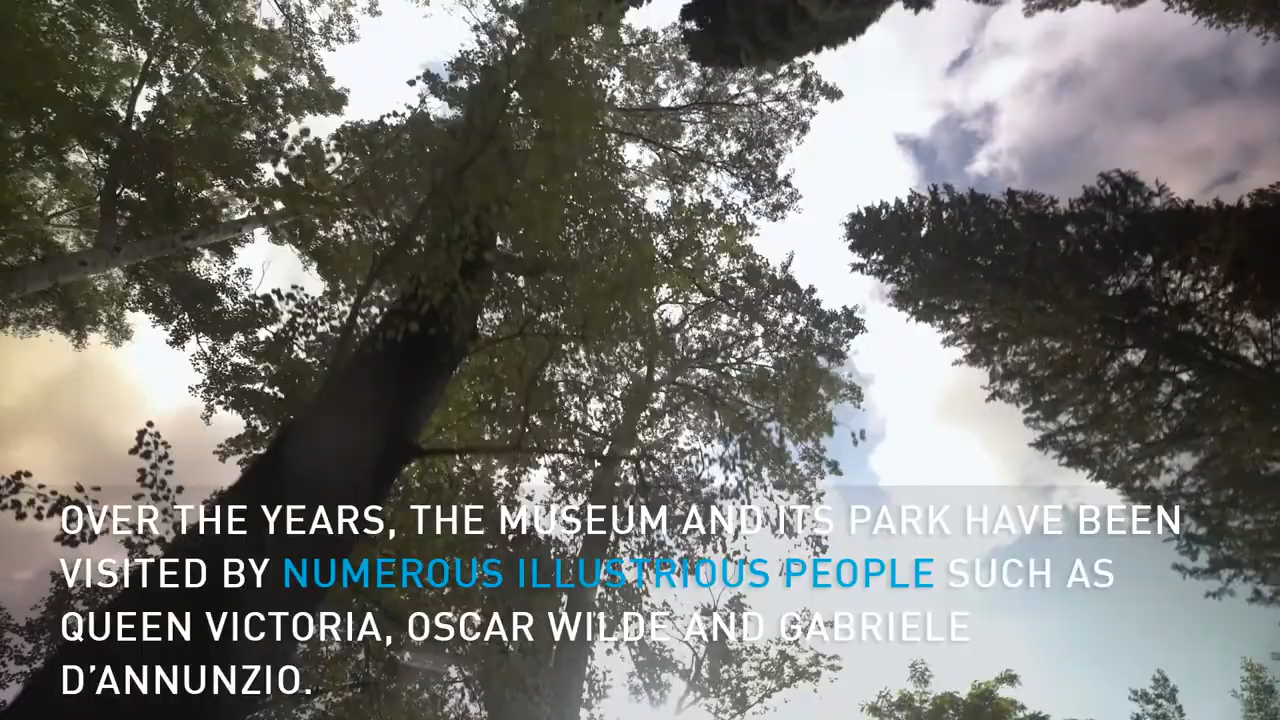 OVER THE YEARS, THE MUSEUM AND ITS PARK HAVE BEEN
VISITED BY NUMEROUS ILLUSTRIOUS PEOPLE SUCH AS
QUEEN VICTORIA, OSCAR WILDE AND GABRIELE
D’ANNUNZIO.